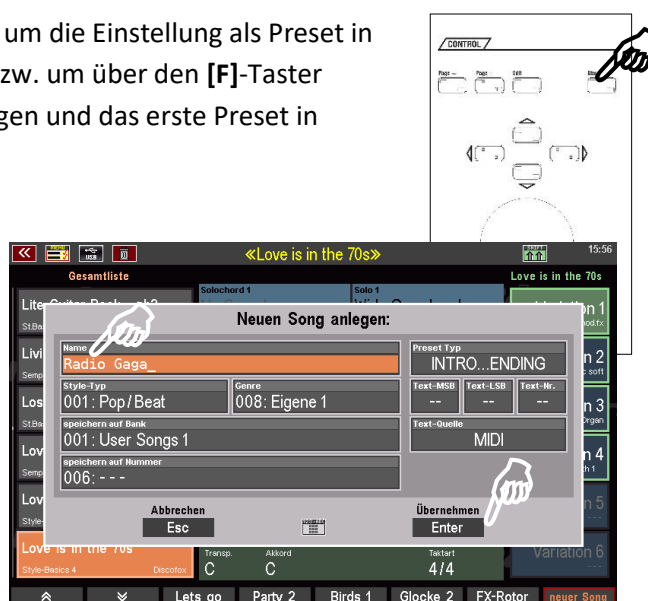 um die Einstellung als Preset in
zw. um über den [F]-Taster
gen und das erste Preset in
CONTROL
Page - Page Edit
«Love is in the 70s»
15:56
MENU USB SHIFT
Gesamtliste
Solochord 1 Solo 1
Love is in the 70s
Neuen Song anlegen:
Name
Radio Gaga_
Preset Typ
INTRO...ENDING
Style-Typ
001: Pop/Beat
Genre
008: Eigene 1
Text-MSB Text-LSB Text-Nr.
-- -- --
speichern auf Bank
001: User Songs 1
Text-Quelle
MIDI
speichern auf Nummer
006: ---
Abbrechen
Esc
Übernehmen
Enter
Love is in the 70s
Style-Basics 4 Discofox
Transp. Akkord Taktart
C C 4/4
Variation 6
Lets go Party 2 Birds 1 Glocke 2 FX-Rotor neuer Song